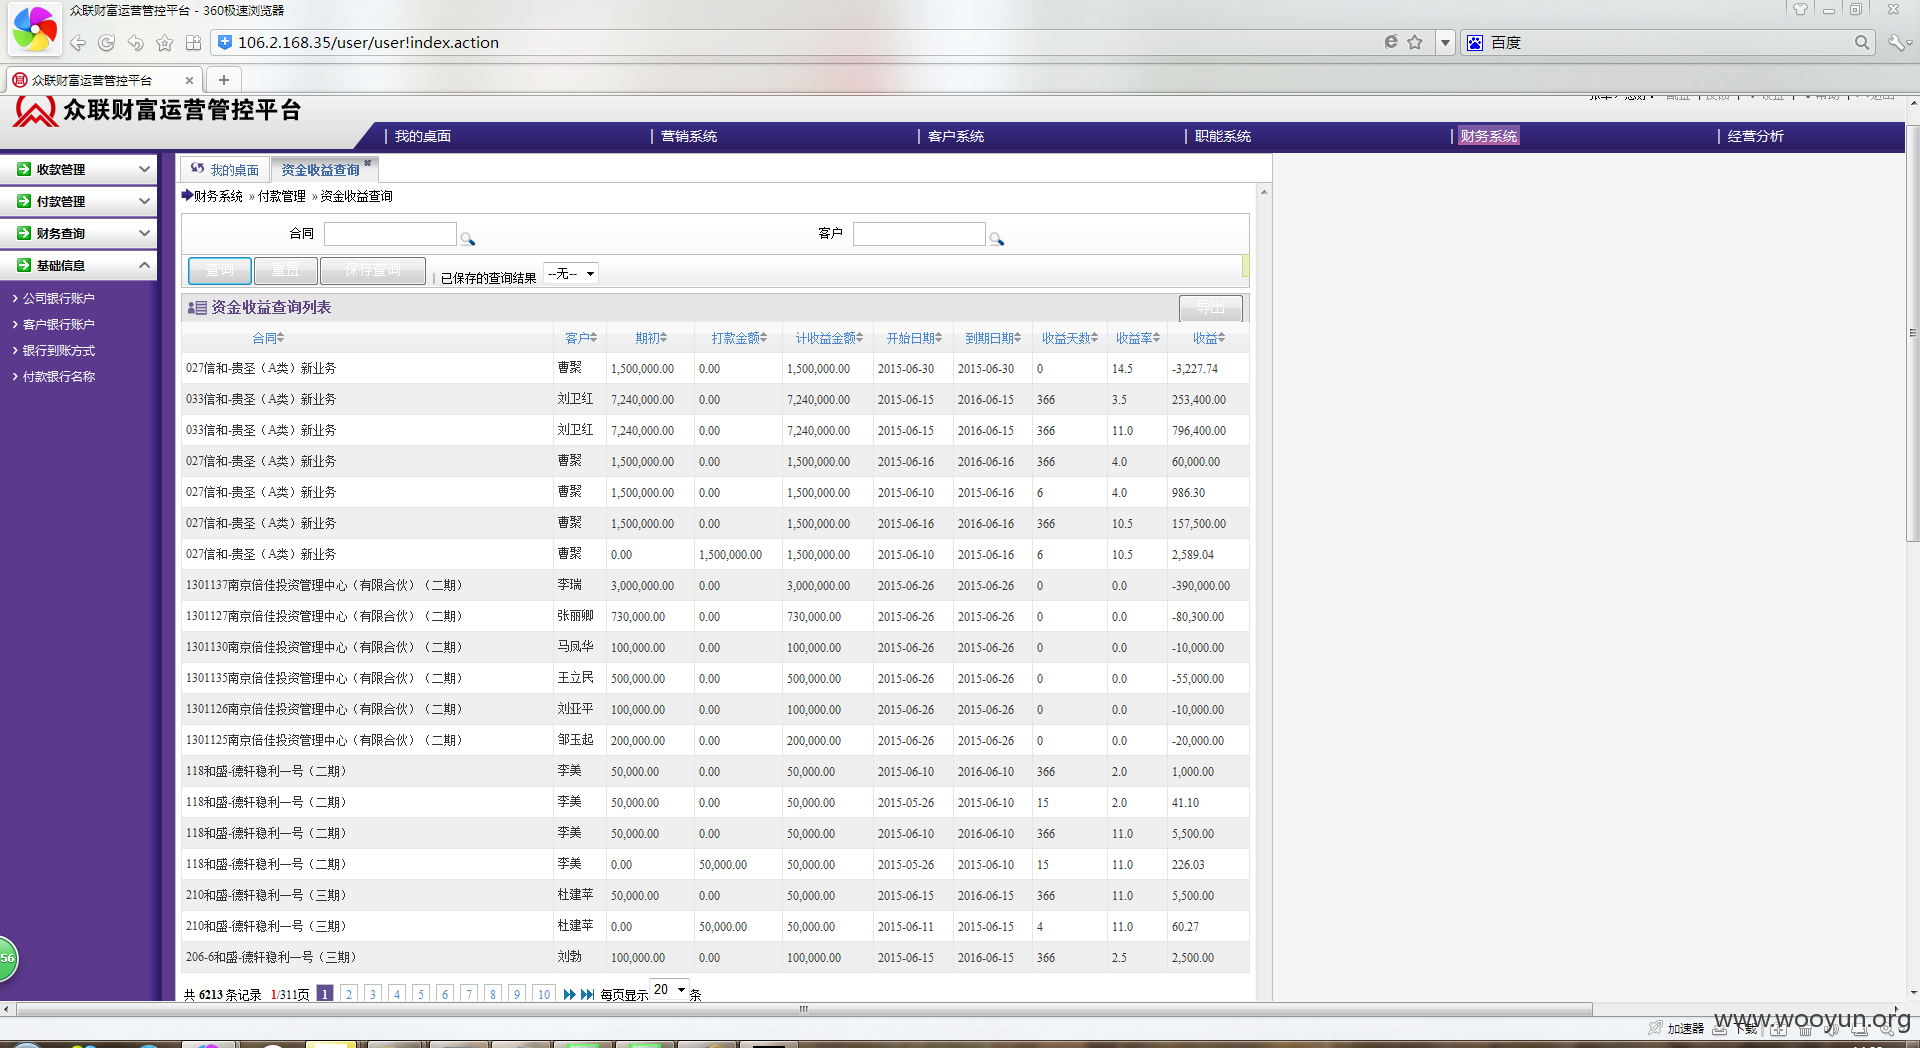 众联财富运营管控平台 - 360极速浏览器
106.2.168.35/user/user!index.action
百度
众联财富运营管控平台
众联财富运营管控平台
我的桌面 营销系统 客户系统 职能系统 财务系统 经营分析
收款管理
付款管理
财务查询
基础信息
公司银行账户
客户银行账户
银行到账方式
付款银行名称
我的桌面 资金收益查询
财务系统 » 付款管理 » 资金收益查询
合同 客户
查询 重置 保存查询 已保存的查询结果 --无--
资金收益查询列表 导出
合同 客户 期初 打款金额 计收益金额 开始日期 到期日期 收益天数 收益率 收益
027信和-贵圣（A类）新业务 曹聚 1,500,000.00 0.00 1,500,000.00 2015-06-30 2015-06-30 0 14.5 -3,227.74
033信和-贵圣（A类）新业务 刘卫红 7,240,000.00 0.00 7,240,000.00 2015-06-15 2016-06-15 366 3.5 253,400.00
033信和-贵圣（A类）新业务 刘卫红 7,240,000.00 0.00 7,240,000.00 2015-06-15 2016-06-15 366 11.0 796,400.00
027信和-贵圣（A类）新业务 曹聚 1,500,000.00 0.00 1,500,000.00 2015-06-16 2016-06-16 366 4.0 60,000.00
027信和-贵圣（A类）新业务 曹聚 1,500,000.00 0.00 1,500,000.00 2015-06-10 2015-06-16 6 4.0 986.30
027信和-贵圣（A类）新业务 曹聚 1,500,000.00 0.00 1,500,000.00 2015-06-16 2016-06-16 366 10.5 157,500.00
027信和-贵圣（A类）新业务 曹聚 0.00 1,500,000.00 1,500,000.00 2015-06-10 2015-06-16 6 10.5 2,589.04
1301137南京倍佳投资管理中心（有限合伙）（二期） 李瑞 3,000,000.00 0.00 3,000,000.00 2015-06-26 2015-06-26 0 0.0 -390,000.00
1301127南京倍佳投资管理中心（有限合伙）（二期） 张丽卿 730,000.00 0.00 730,000.00 2015-06-26 2015-06-26 0 0.0 -80,300.00
1301130南京倍佳投资管理中心（有限合伙）（二期） 马凤华 100,000.00 0.00 100,000.00 2015-06-26 2015-06-26 0 0.0 -10,000.00
1301135南京倍佳投资管理中心（有限合伙）（二期） 王立民 500,000.00 0.00 500,000.00 2015-06-26 2015-06-26 0 0.0 -55,000.00
1301126南京倍佳投资管理中心（有限合伙）（二期） 刘亚平 100,000.00 0.00 100,000.00 2015-06-26 2015-06-26 0 0.0 -10,000.00
1301125南京倍佳投资管理中心（有限合伙）（二期） 邹玉起 200,000.00 0.00 200,000.00 2015-06-26 2015-06-26 0 0.0 -20,000.00
118和盛-德轩稳利一号（二期） 李美 50,000.00 0.00 50,000.00 2015-06-10 2016-06-10 366 2.0 1,000.00
118和盛-德轩稳利一号（二期） 李美 50,000.00 0.00 50,000.00 2015-05-26 2015-06-10 15 2.0 41.10
118和盛-德轩稳利一号（二期） 李美 50,000.00 0.00 50,000.00 2015-06-10 2016-06-10 366 11.0 5,500.00
118和盛-德轩稳利一号（二期） 李美 0.00 50,000.00 50,000.00 2015-05-26 2015-06-10 15 11.0 226.03
210和盛-德轩稳利一号（三期） 杜建苹 50,000.00 0.00 50,000.00 2015-06-15 2016-06-15 366 11.0 5,500.00
210和盛-德轩稳利一号（三期） 杜建苹 0.00 50,000.00 50,000.00 2015-06-11 2015-06-15 4 11.0 60.27
206-6和盛-德轩稳利一号（三期） 刘勃 100,000.00 0.00 100,000.00 2015-06-15 2016-06-15 366 2.5 2,500.00
共 6213 条记录 1/311页 1 2 3 4 5 6 7 8 9 10 每页显示 20 条
56
加速器 下载
www.wooyun.org